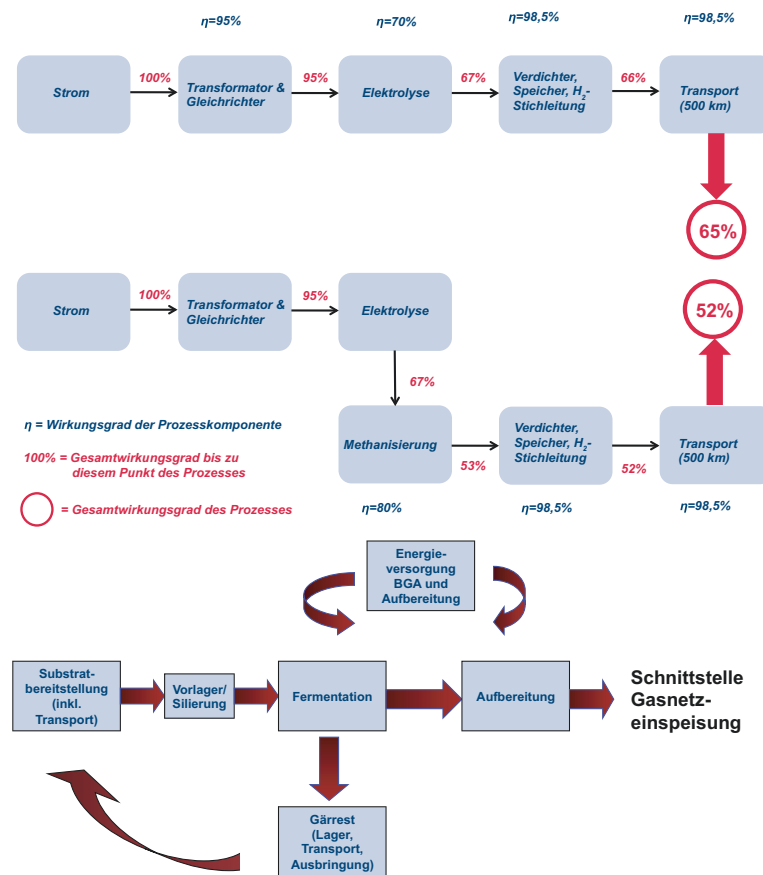 η=95%
η=70%
η=98,5%
η=98,5%
Strom
100%
Transformator &
Gleichrichter
95%
Elektrolyse
67%
Verdichter,
Speicher, H₂-
Stichleitung
66%
Transport
(500 km)
65%
Strom
100%
Transformator &
Gleichrichter
95%
Elektrolyse
52%
67%
η = Wirkungsgrad der Prozesskomponente
100% = Gesamtwirkungsgrad bis zu
diesem Punkt des Prozesses
= Gesamtwirkungsgrad des Prozesses
Methanisierung
53%
Verdichter,
Speicher, H₂-
Stichleitung
52%
Transport
(500 km)
η=80%
η=98,5%
η=98,5%
Energie-
versorgung
BGA und
Aufbereitung
Substrat-
bereitstellung
(inkl.
Transport)
Vorlager/
Silierung
Fermentation
Aufbereitung
Schnittstelle
Gasnetz-
einspeisung
Gärrest
(Lager,
Transport,
Ausbringung)